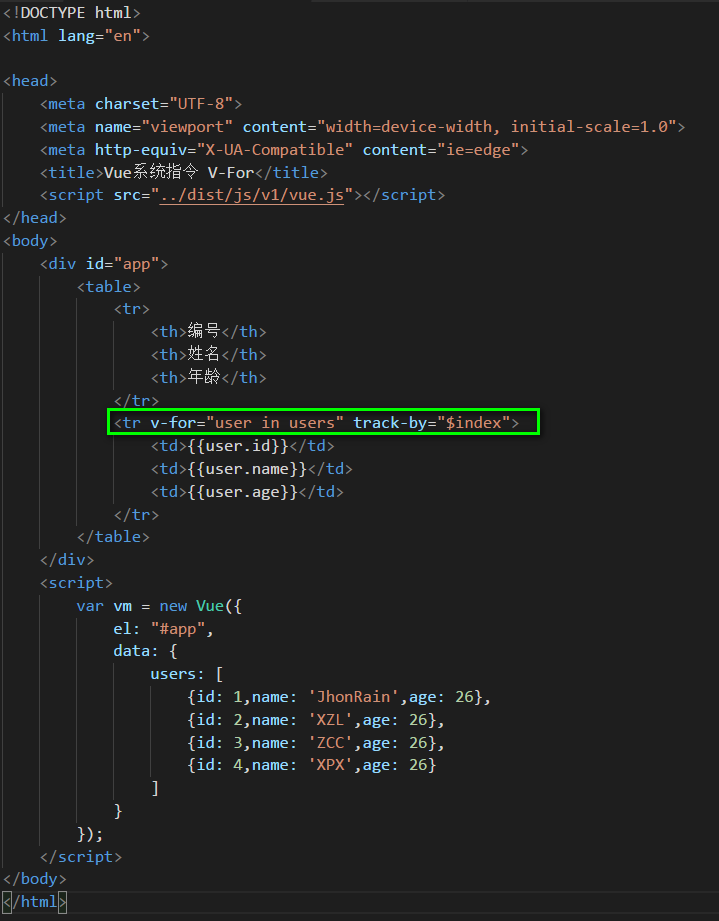 <!DOCTYPE html>
<html lang="en">
<head>
<meta charset="UTF-8">
<meta name="viewport" content="width=device-width, initial-scale=1.0">
<meta http-equiv="X-UA-Compatible" content="ie=edge">
<title>Vue系统指令 V-For</title>
<script src="../dist/js/v1/vue.js"></script>
</head>
<body>
<div id="app">
<table>
<tr>
<th>编号</th>
<th>姓名</th>
<th>年龄</th>
</tr>
<tr v-for="user in users" track-by="$index">
<td>{{user.id}}</td>
<td>{{user.name}}</td>
<td>{{user.age}}</td>
</tr>
</table>
</div>
<script>
var vm = new Vue({
el: "#app",
data: {
users: [
{id: 1,name: 'JhonRain',age: 26},
{id: 2,name: 'XZL',age: 26},
{id: 3,name: 'ZCC',age: 26},
{id: 4,name: 'XPX',age: 26}
]
}
});
</script>
</body>
</html>